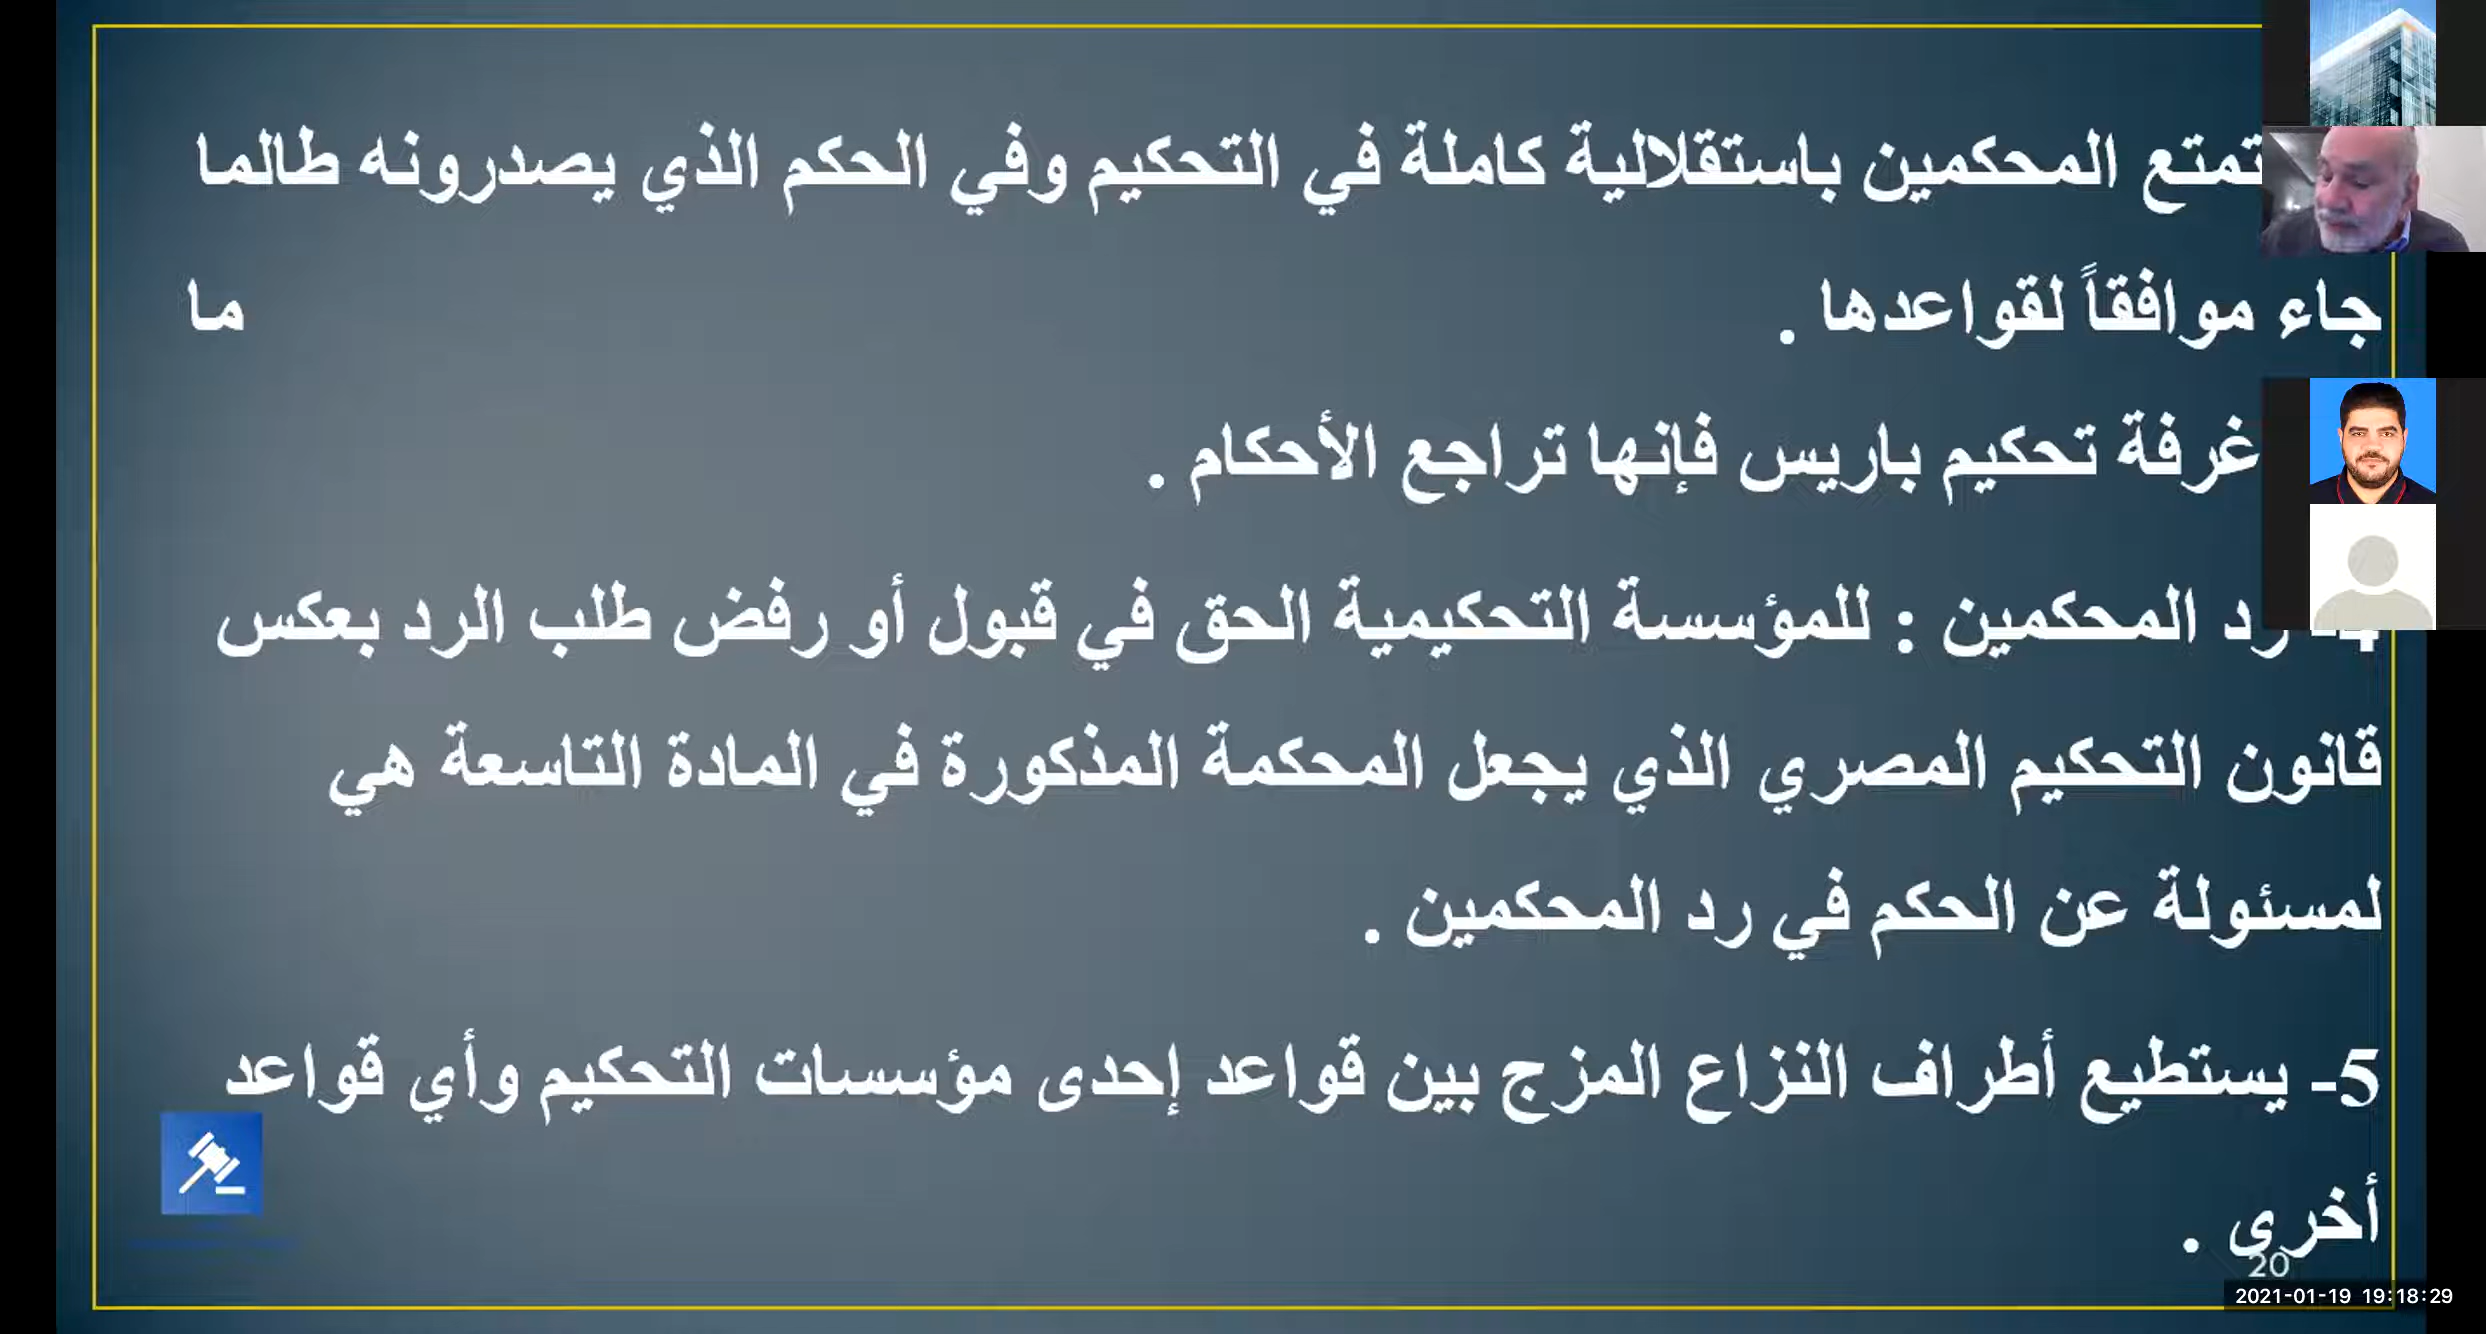 تمتع المحكمين باستقلالية كاملة في التحكيم وفي الحكم الذي يصدرونه طالما
جاء موافقاً لقواعدها . ما
غرفة تحكيم باريس فإنها تراجع الأحكام .
رد المحكمين : للمؤسسة التحكيمية الحق في قبول أو رفض طلب الرد بعكس
قانون التحكيم المصري الذي يجعل المحكمة المذكورة في المادة التاسعة هي
لمسئولة عن الحكم في رد المحكمين .
5- يستطيع أطراف النزاع المزج بين قواعد إحدى مؤسسات التحكيم وأي قواعد
أخرى .
20
2021-01-19 19:18:29